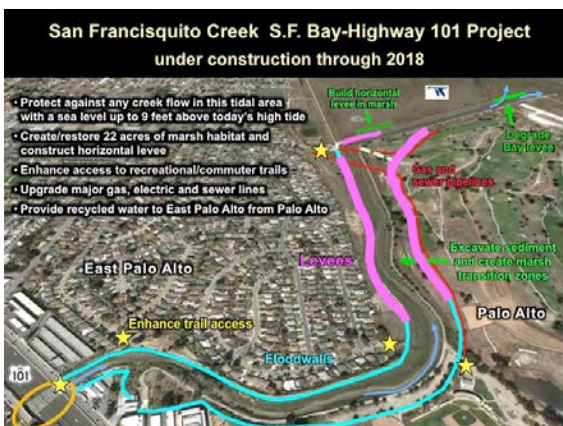 San Francisquito Creek S.F. Bay-Highway 101 Project
under construction through 2018
• Protect against any creek flow in this tidal area
with a sea level up to 9 feet above today's high tide
• Create/restore 22 acres of marsh habitat and
construct horizontal levee
• Enhance access to recreational/commuter trails
• Upgrade major gas, electric and sewer lines
• Provide recycled water to East Palo Alto from Palo Alto
Build horizontal
levee in marsh
Degrade
Bay levee
Gas and
sewer pipelines
Levees
Excavate sediment
and create marsh
transition zones
East Palo Alto
Palo Alto
Enhance trail access
Floodwalls
101